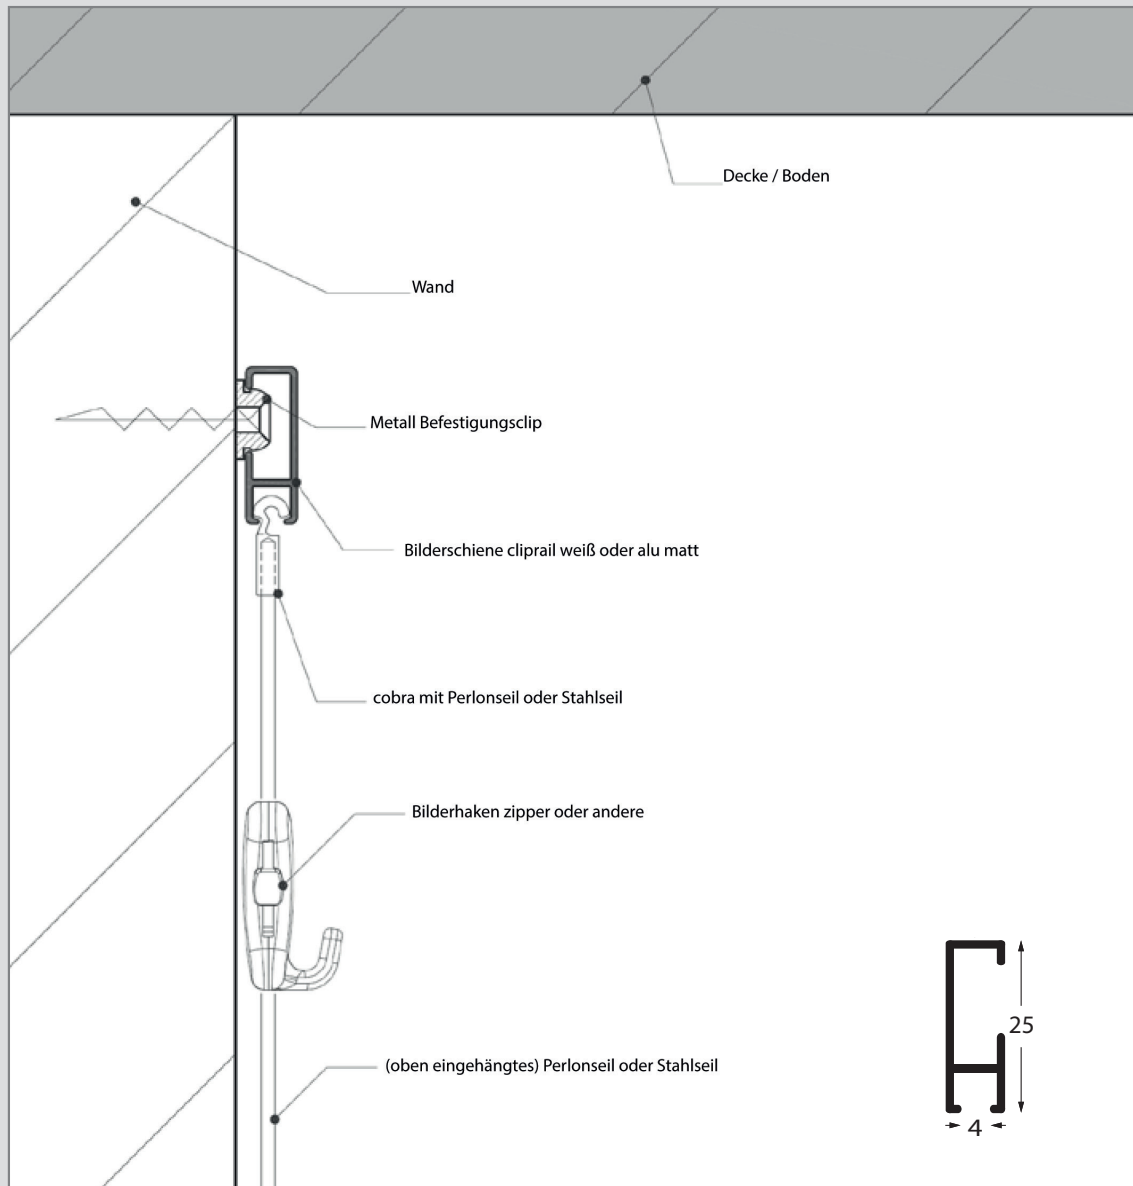 Decke / Boden
Wand
Metall Befestigungsclip
Bilderschiene cliprail weiß oder alu matt
cobra mit Perlonseil oder Stahlseil
Bilderhaken zipper oder andere
25
(oben eingehängtes) Perlonseil oder Stahlseil
4